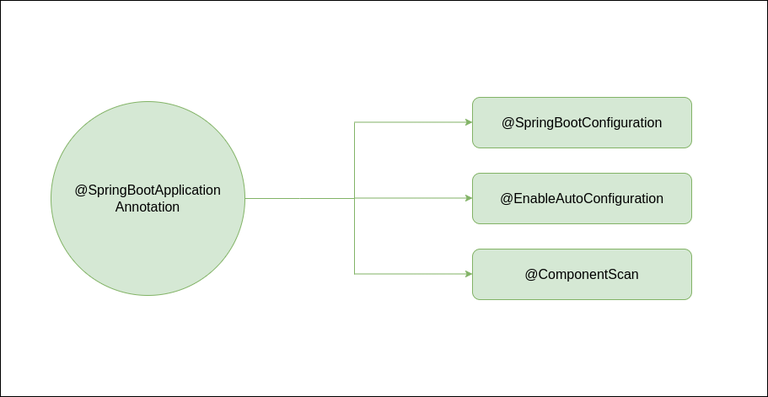 @SpringBootApplication
Annotation
@SpringBootConfiguration
@EnableAutoConfiguration
@ComponentScan